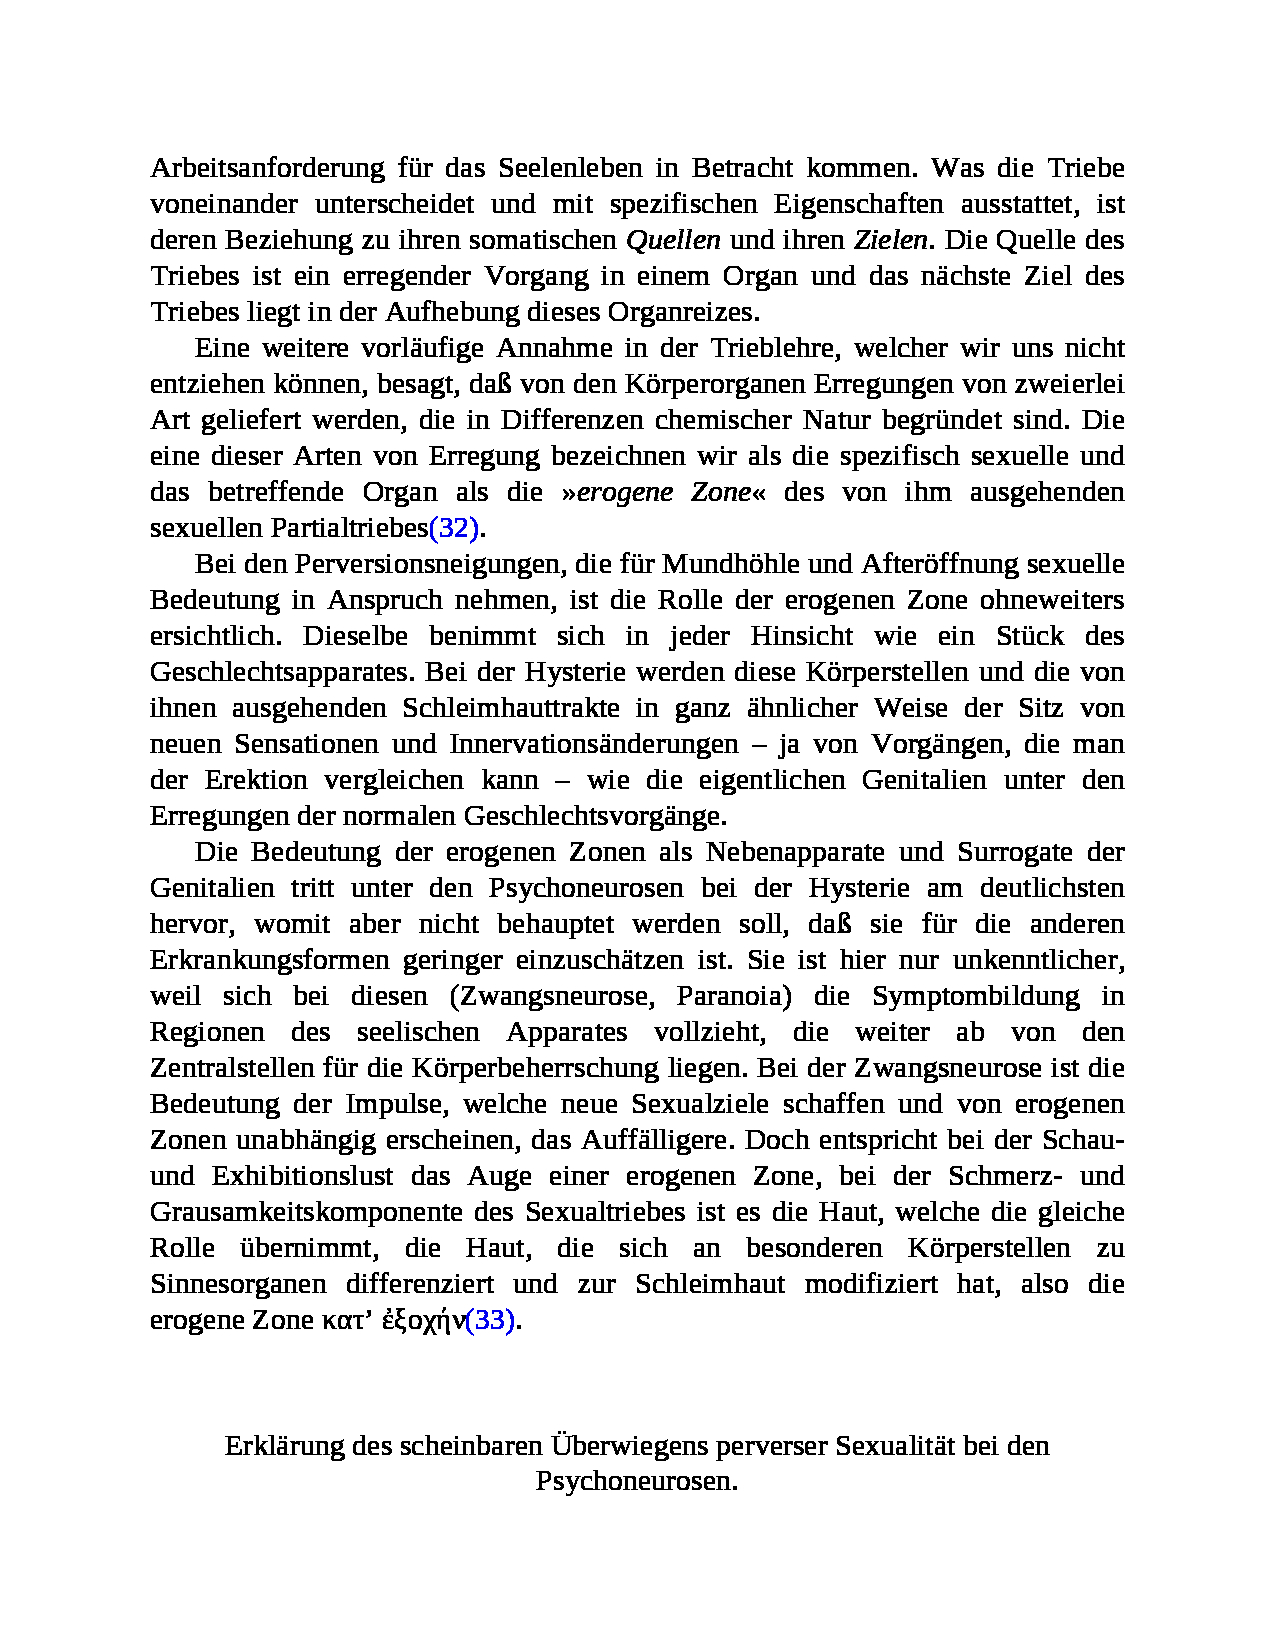 Arbeitsanforderung für das Seelenleben in Betracht kommen. Was die Triebe
voneinander unterscheidet und mit spezifischen Eigenschaften ausstattet, ist
deren Beziehung zu ihren somatischen Quellen und ihren Zielen. Die Quelle des
Triebes ist ein erregender Vorgang in einem Organ und das nächste Ziel des
Triebes liegt in der Aufhebung dieses Organreizes.
Eine weitere vorläufige Annahme in der Trieblehre, welcher wir uns nicht
entziehen können, besagt, daß von den Körperorganen Erregungen von zweierlei
Art geliefert werden, die in Differenzen chemischer Natur begründet sind. Die
eine dieser Arten von Erregung bezeichnen wir als die spezifisch sexuelle und
das betreffende Organ als die »erogene Zone« des von ihm ausgehenden
sexuellen Partialtriebes(32).
Bei den Perversionsneigungen, die für Mundhöhle und Afteröffnung sexuelle
Bedeutung in Anspruch nehmen, ist die Rolle der erogenen Zone ohneweiters
ersichtlich. Dieselbe benimmt sich in jeder Hinsicht wie ein Stück des
Geschlechtsapparates. Bei der Hysterie werden diese Körperstellen und die von
ihnen ausgehenden Schleimhauttrakte in ganz ähnlicher Weise der Sitz von
neuen Sensationen und Innervationsänderungen – ja von Vorgängen, die man
der Erektion vergleichen kann – wie die eigentlichen Genitalien unter den
Erregungen der normalen Geschlechtsvorgänge.
Die Bedeutung der erogenen Zonen als Nebenapparate und Surrogate der
Genitalien tritt unter den Psychoneurosen bei der Hysterie am deutlichsten
hervor, womit aber nicht behauptet werden soll, daß sie für die anderen
Erkrankungsformen geringer einzuschätzen ist. Sie ist hier nur unkenntlicher,
weil sich bei diesen (Zwangsneurose, Paranoia) die Symptombildung in
Regionen des seelischen Apparates vollzieht, die weiter ab von den
Zentralstellen für die Körperbeherrschung liegen. Bei der Zwangsneurose ist die
Bedeutung der Impulse, welche neue Sexualziele schaffen und von erogenen
Zonen unabhängig erscheinen, das Auffälligere. Doch entspricht bei der Schau-
und Exhibitionslust das Auge einer erogenen Zone, bei der Schmerz- und
Grausamkeitskomponente des Sexualtriebes ist es die Haut, welche die gleiche
Rolle übernimmt, die Haut, die sich an besonderen Körperstellen zu
Sinnesorganen differenziert und zur Schleimhaut modifiziert hat, also die
erogene Zone κατ’ ἐξοχήν(33).
Erklärung des scheinbaren Überwiegens perverser Sexualität bei den
Psychoneurosen.